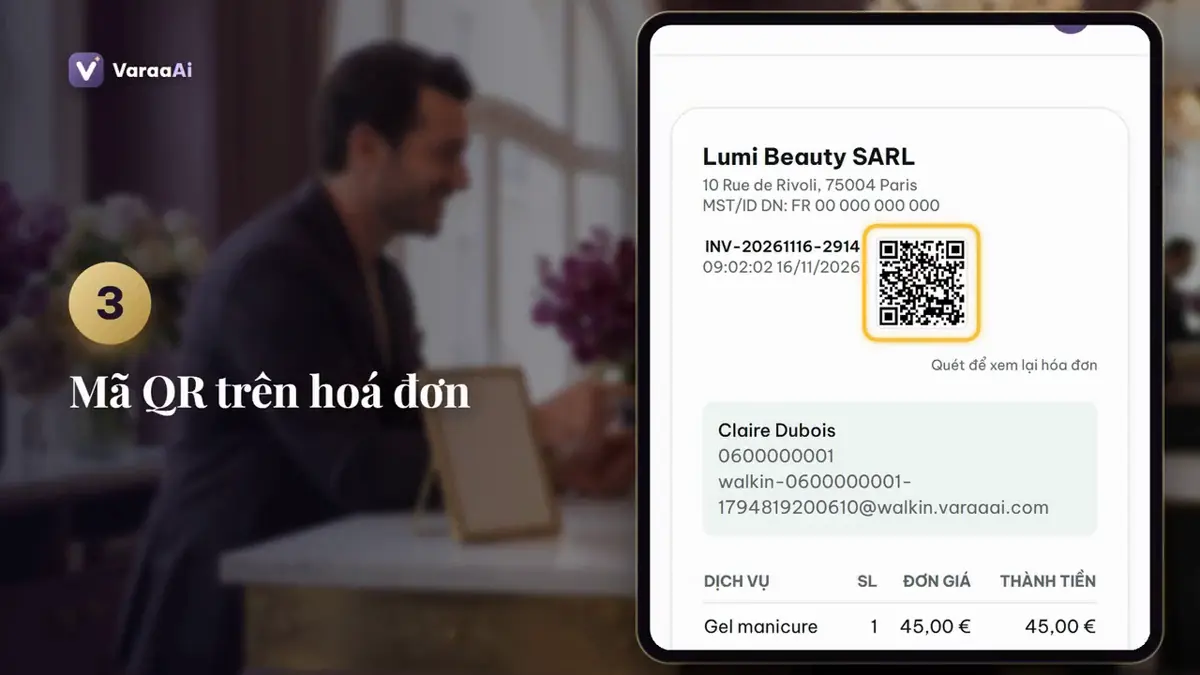 VaraaAi
3
Mã QR trên hoá đơn
Lumi Beauty SARL
10 Rue de Rivoli, 75004 Paris
MST/ID DN: FR 00 000 000 000
INV-20261116-2914
09:02:02 16/11/2026
Quét để xem lại hóa đơn
Claire Dubois
0600000001
walkin-0600000001-
1794819200610@walkin.varaaai.com
DỊCH VỤ SL ĐƠN GIÁ THÀNH TIỀN
Gel manicure 1 45,00 € 45,00 €